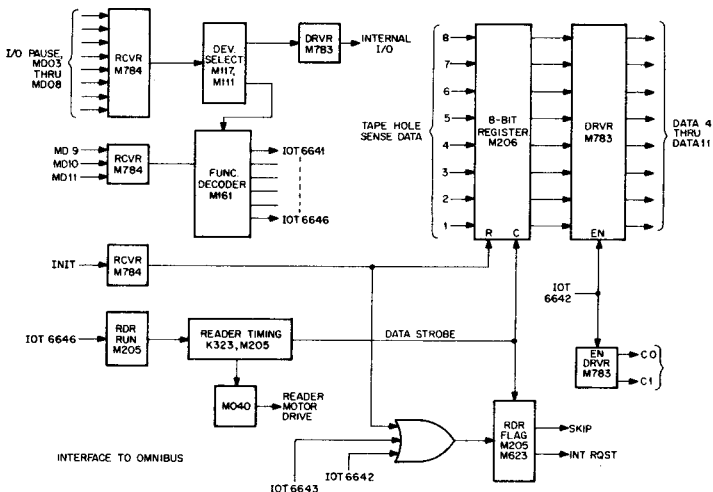 I/O PAUSE,
MD03
THRU
MD08
RCVR
M784
DEV.
SELECT
M117,
M111
DRVR
M783
INTERNAL
I/O
MD 9
MD10
MD11
RCVR
M784
FUNC.
DECODER
M161
IOT 6641
IOT 6646
TAPE HOLE
SENSE DATA
8
7
6
5
4
3
2
1
8-BIT
REGISTER
M206
R C
DRVR
M783
EN
DATA 4
THRU
DATA 11
INIT
RCVR
M784
IOT
6642
IOT 6646
RDR
RUN
M205
READER TIMING
K323, M205
DATA STROBE
EN
DRVR
M783
C0
C1
M040
READER
MOTOR
DRIVE
RDR
FLAG
M205
M623
SKIP
INT RQST
INTERFACE TO OMNIBUS
IOT 6642
IOT 6643